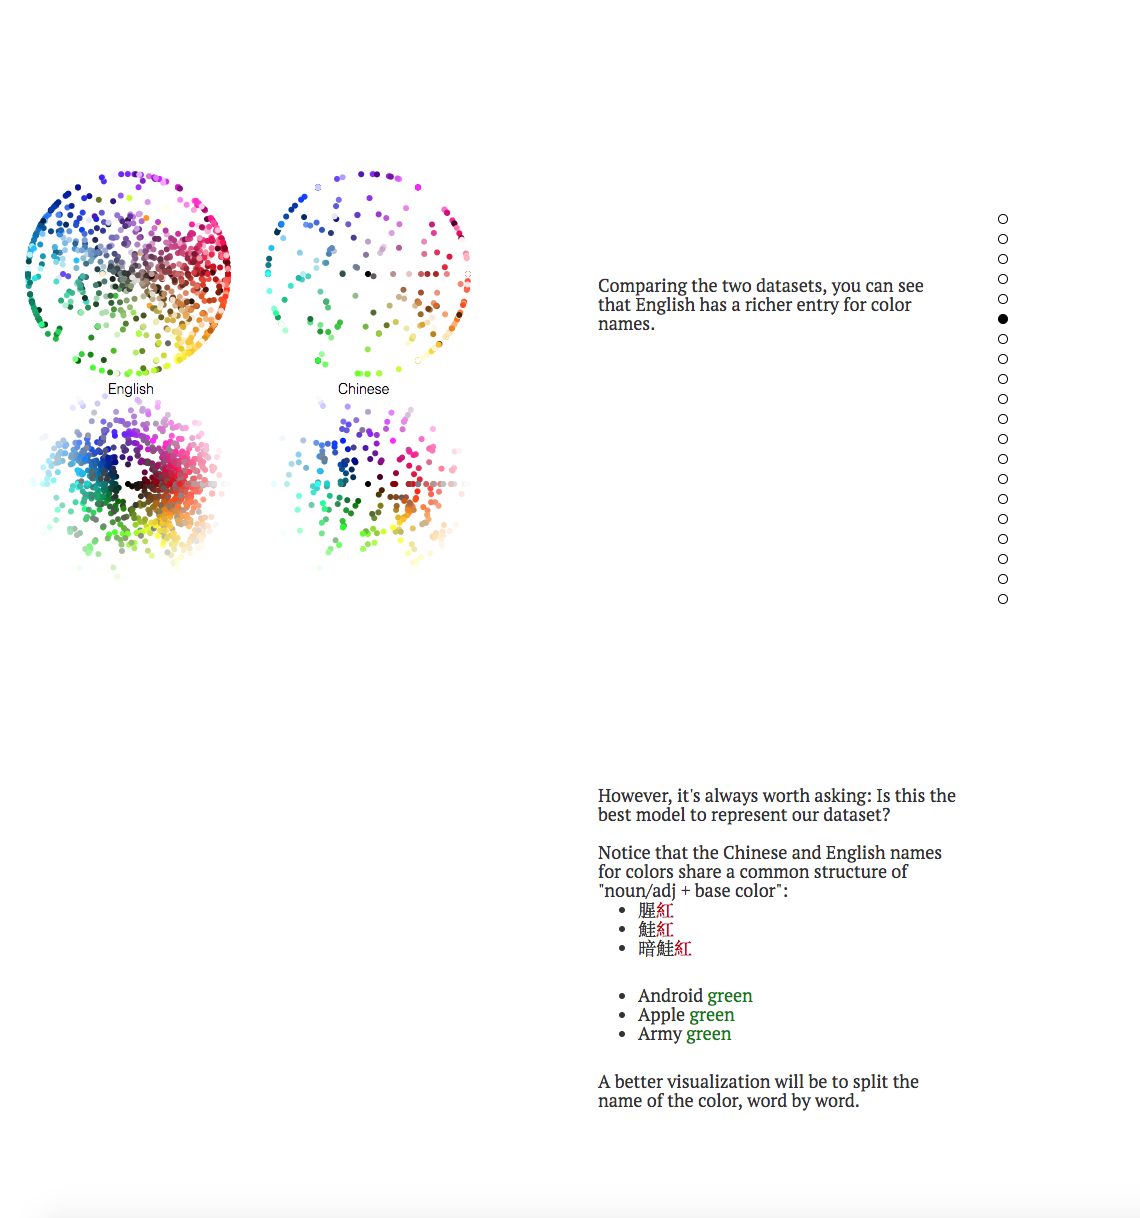 English
Chinese
Comparing the two datasets, you can see
that English has a richer entry for color
names.
However, it's always worth asking: Is this the
best model to represent our dataset?
Notice that the Chinese and English names
for colors share a common structure of
"noun/adj + base color":
腥紅
鮭紅
暗鮭紅
Android green
Apple green
Army green
A better visualization will be to split the
name of the color, word by word.